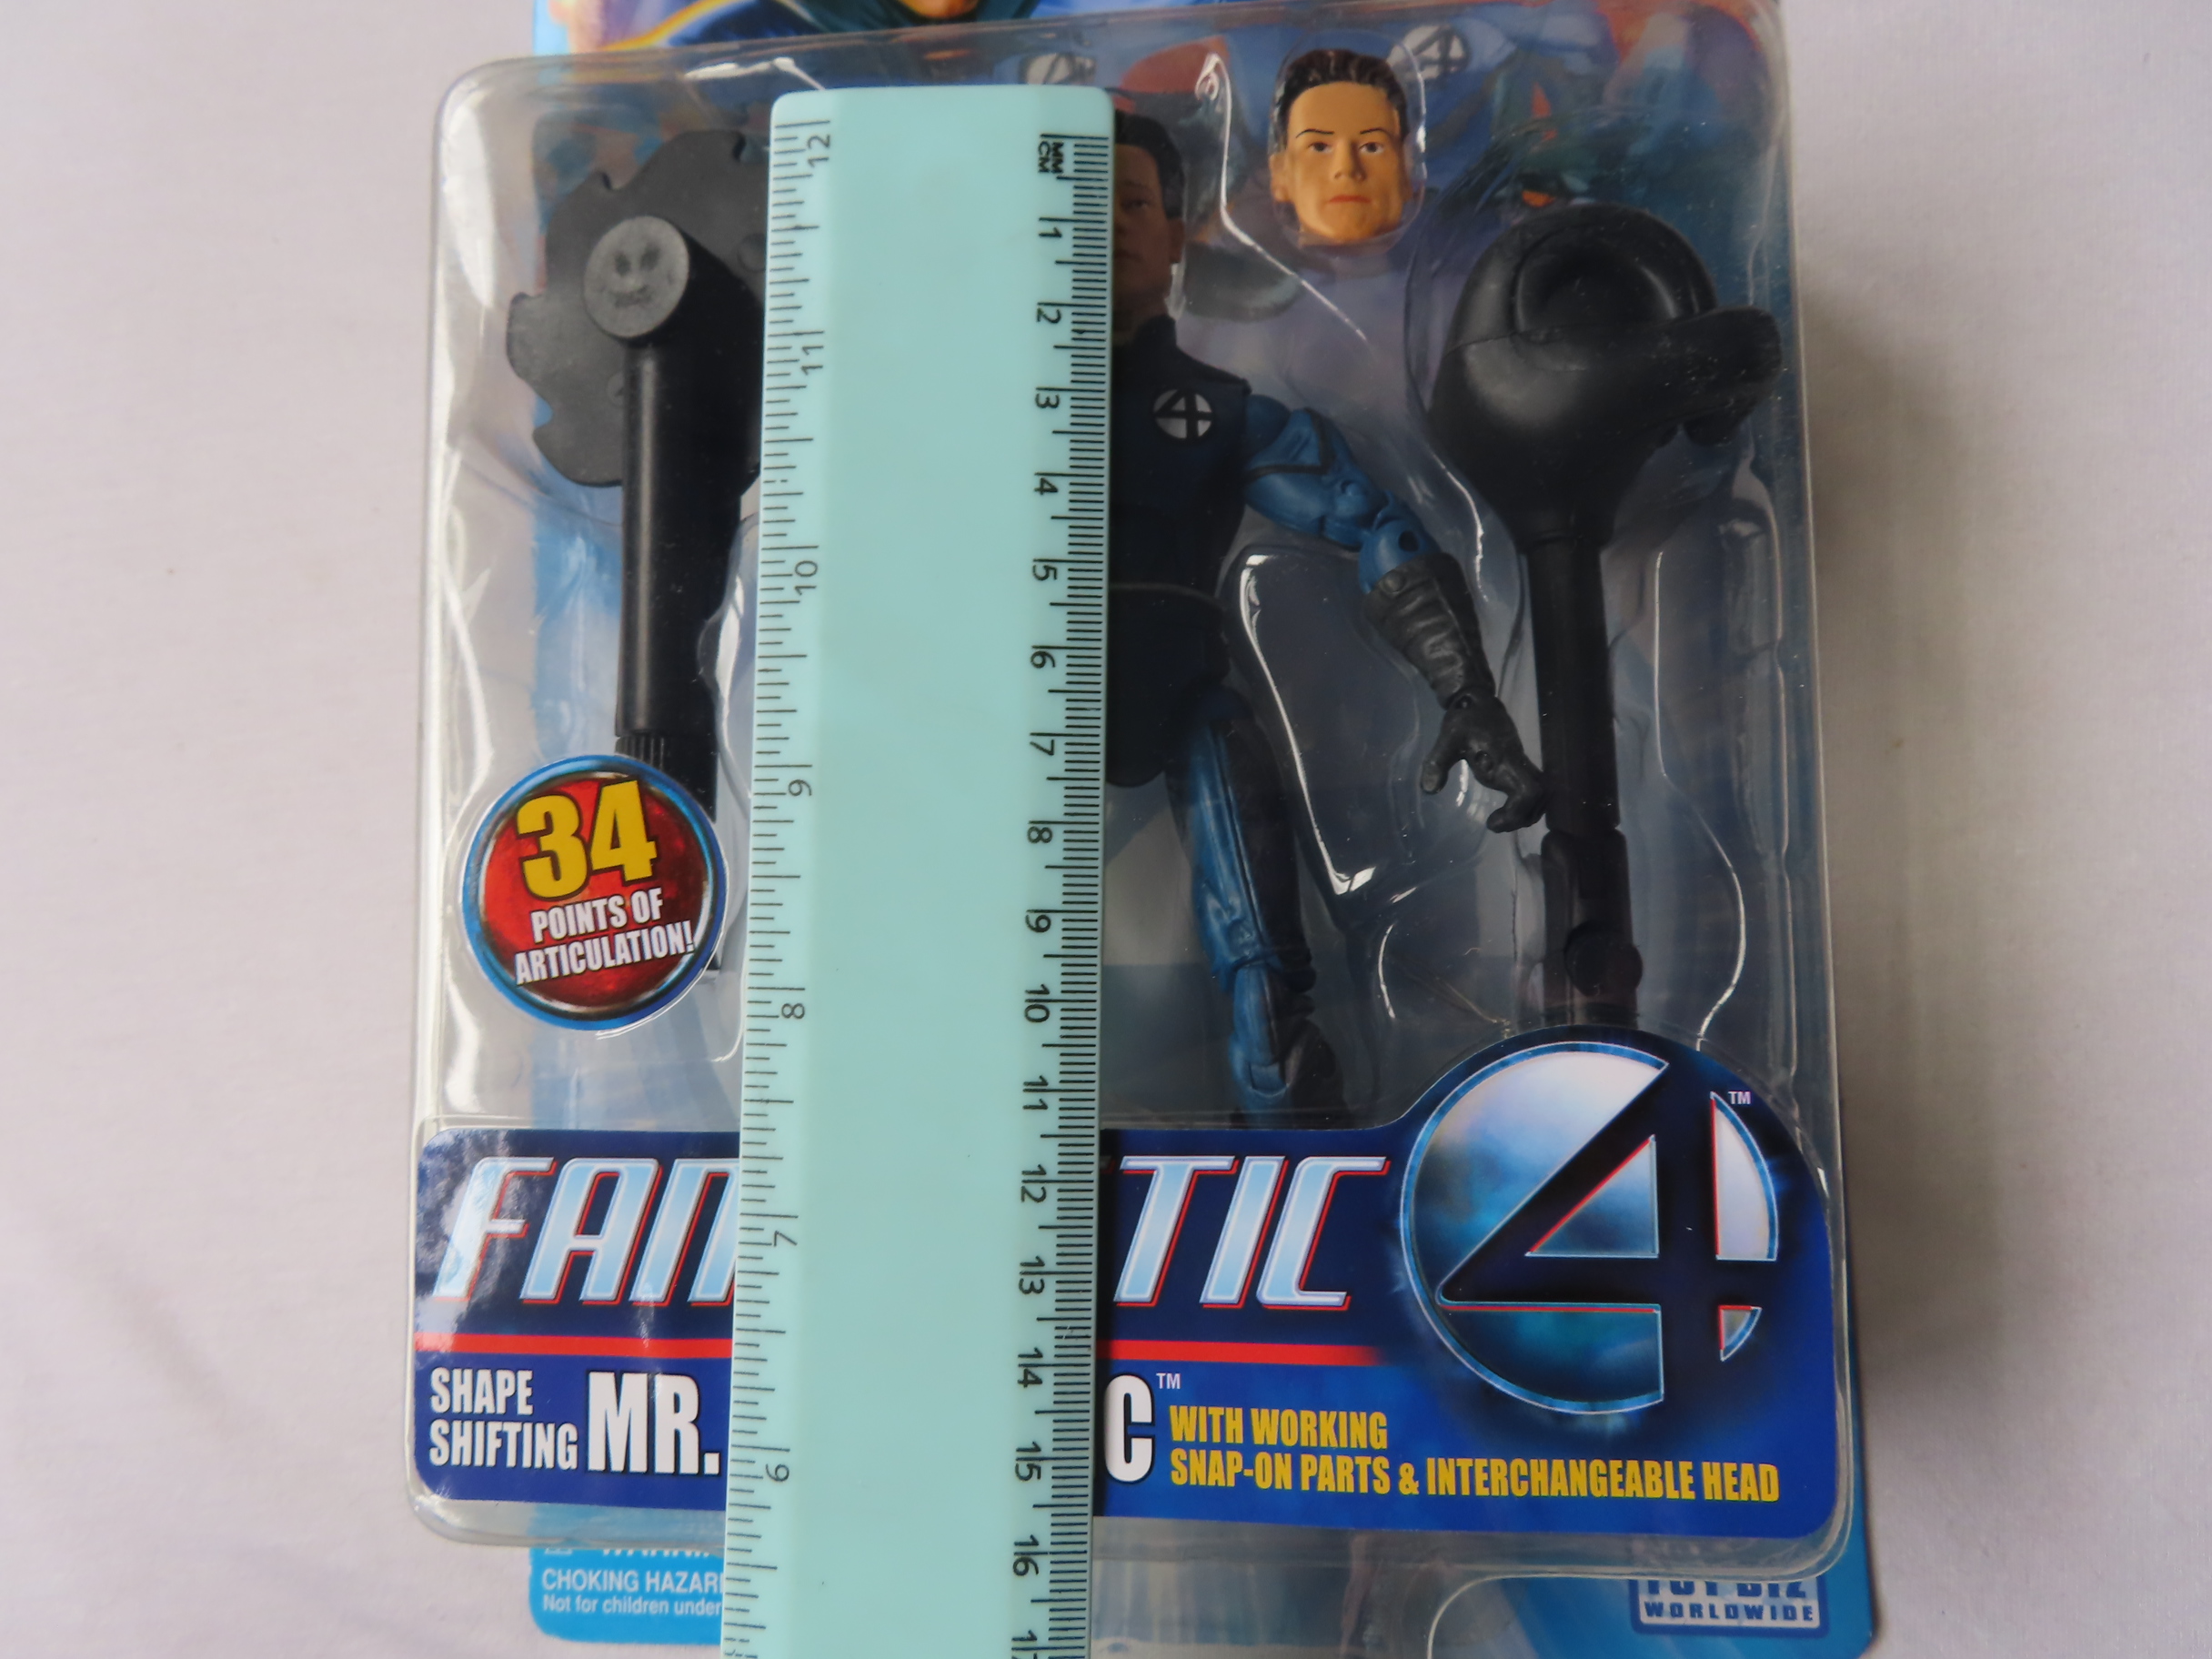 12
11
10
9
8
7
6
MM
CM
1
2
3
4
5
6
7
8
9
10
11
12
13
14
15
16
34
POINTS OF
ARTICULATION!
FAN
TIC
4
TM
SHAPE
SHIFTING
MR.
C
TM
WITH WORKING
SNAP-ON PARTS & INTERCHANGEABLE HEAD
CHOKING HAZAR
Not for children under
TOY BIZ
WORLDWIDE